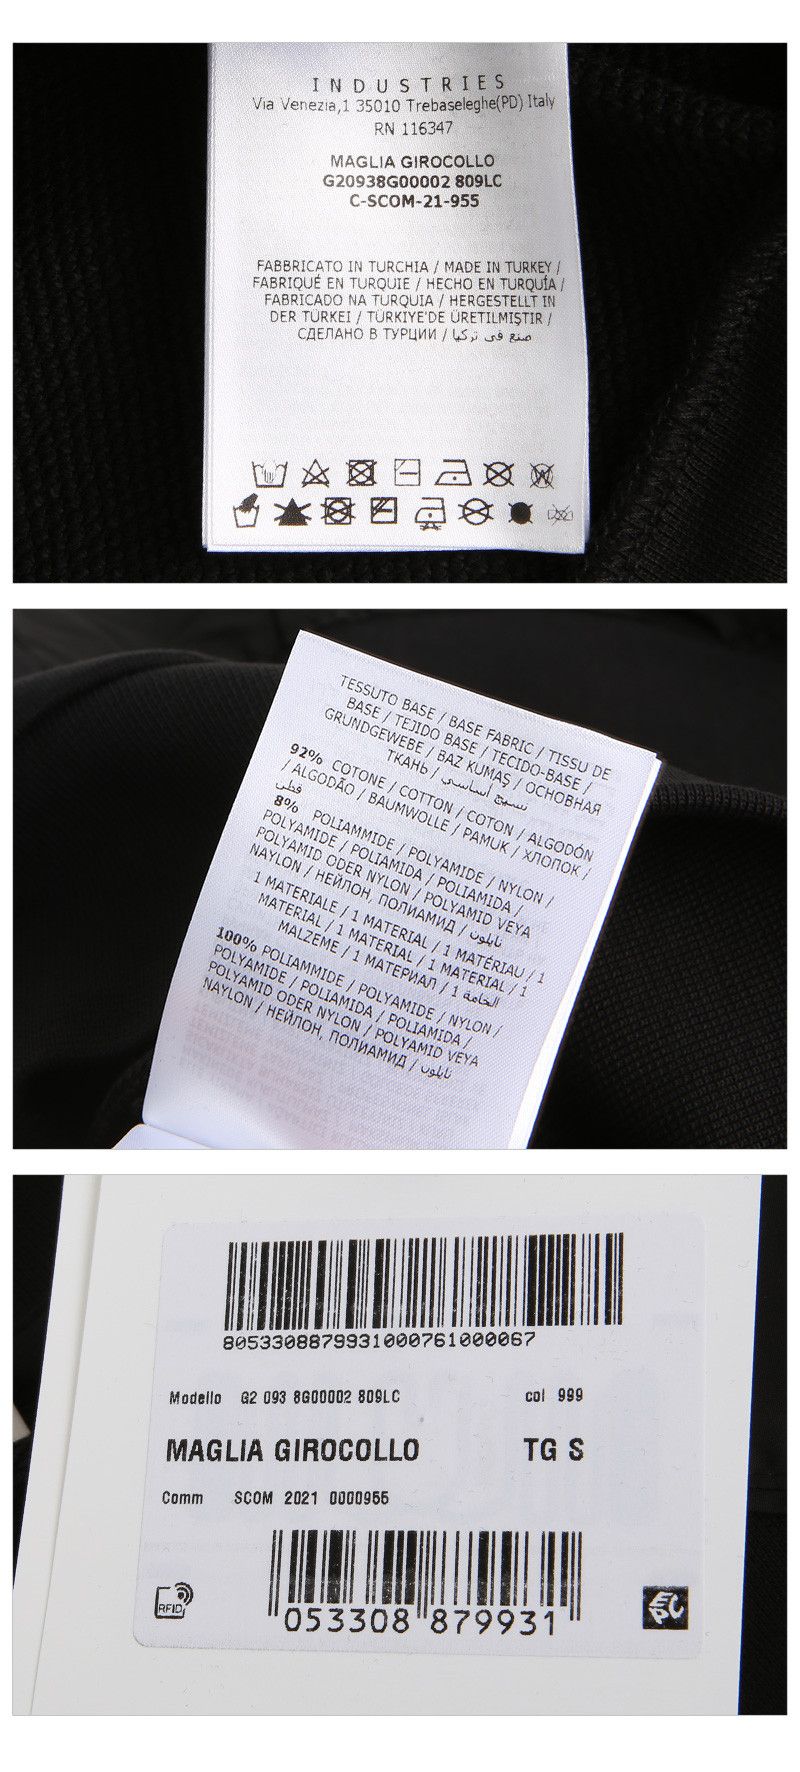 INDUSTRIES
Via Venezia,1 35010 Trebaseleghe(PD) Italy
RN 116347
MAGLIA GIROCOLLO
G20938G00002 809LC
C-SCOM-21-955
FABBRICATO IN TURCHIA / MADE IN TURKEY /
FABRIQUÉ EN TURQUIE / HECHO EN TURQUÍA /
FABRICADO NA TURQUIA / HERGESTELLT IN
DER TÜRKEI / TÜRKİYE'DE ÜRETILMIŞTIR /
СДЕЛАНО В ТУРЦИИ / صنع في تركيا
TESSUTO BASE / BASE FABRIC / TISSU DE
BASE / TEJIDO BASE / TECIDO-BASE /
GRUNDGEWEBE / BAZ KUMAŞ / ОСНОВНАЯ
ТКАНЬ / نسيج أساسي
92% COTONE / COTTON / COTON / ALGODÓN
/ ALGODÃO / BAUMWOLLE / PAMUK / ХЛОПОК /
قطن
8% POLIAMMIDE / POLYAMIDE / NYLON /
POLYAMIDE / POLIAMIDA / POLIAMIDA /
POLYAMID ODER NYLON / POLYAMID VEYA
NAYLON / НЕЙЛОН, ПОЛИАМИД / نايلون
1 MATERIALE / 1 MATERIAL / 1 MATÉRIAU / 1
MATERIAL / 1 MATERIAL / 1 MATERIAL / 1
MALZEME / 1 МАТЕРИАЛ / 1 الخامة
100% POLIAMMIDE / POLYAMIDE / NYLON /
POLYAMIDE / POLIAMIDA / POLIAMIDA /
POLYAMID ODER NYLON / POLYAMID VEYA
NAYLON / НЕЙЛОН, ПОЛИАМИД / نايلون
8053308879931000761000067
Modello G2 093 8G00002 809LC col 999
MAGLIA GIROCOLLO TG S
Comm SCOM 2021 0000955
RFID
053308 879931
EPC